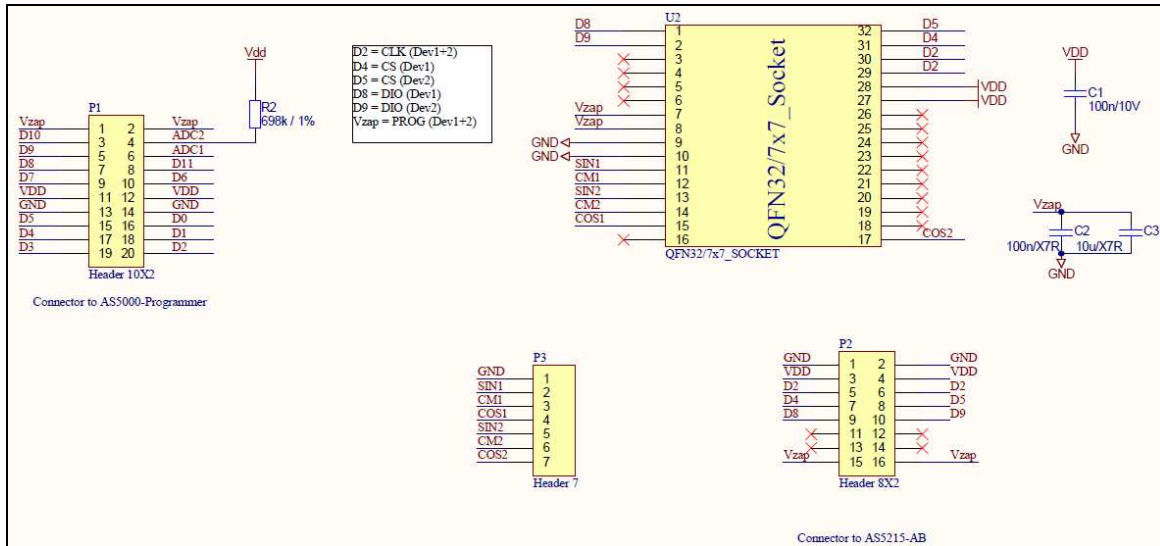 U2
D8 1 32 D5
D9 2 31 D4
3 30 D2
4 29 D2
5 28 VDD
6 27 VDD
Vzap 7 26
Vzap 8 25
GND 9 24
GND 10 23
SIN1 11 22
CM1 12 21
SIN2 13 20
CM2 14 19
COS1 15 18
16 17 COS2
QFN32/7x7_Socket
QFN32/7x7_SOCKET
Vdd
R2
698k / 1%
D2 = CLK (Dev1+2)
D4 = CS (Dev1)
D5 = CS (Dev2)
D8 = DIO (Dev1)
D9 = DIO (Dev2)
Vzap = PROG (Dev1+2)
VDD
C1
100n/10V
GND
P1
Vzap 1 2 Vzap
D10 3 4 ADC2
D9 5 6 ADC1
D8 7 8 D11
D7 9 10 D6
VDD 11 12 VDD
GND 13 14 GND
D5 15 16 D0
D4 17 18 D1
D3 19 20 D2
Header 10X2
Connector to AS5000-Programmer
Vzap
C2 C3
100n/X7R 10u/X7R
GND
P3
GND 1
SIN1 2
CM1 3
COS1 4
SIN2 5
CM2 6
COS2 7
Header 7
P2
GND 1 2 GND
VDD 3 4 VDD
D2 5 6 D2
D4 7 8 D5
D8 9 10 D9
11 12
13 14
Vzap 15 16 Vzap
Header 8X2
Connector to AS5215-AB